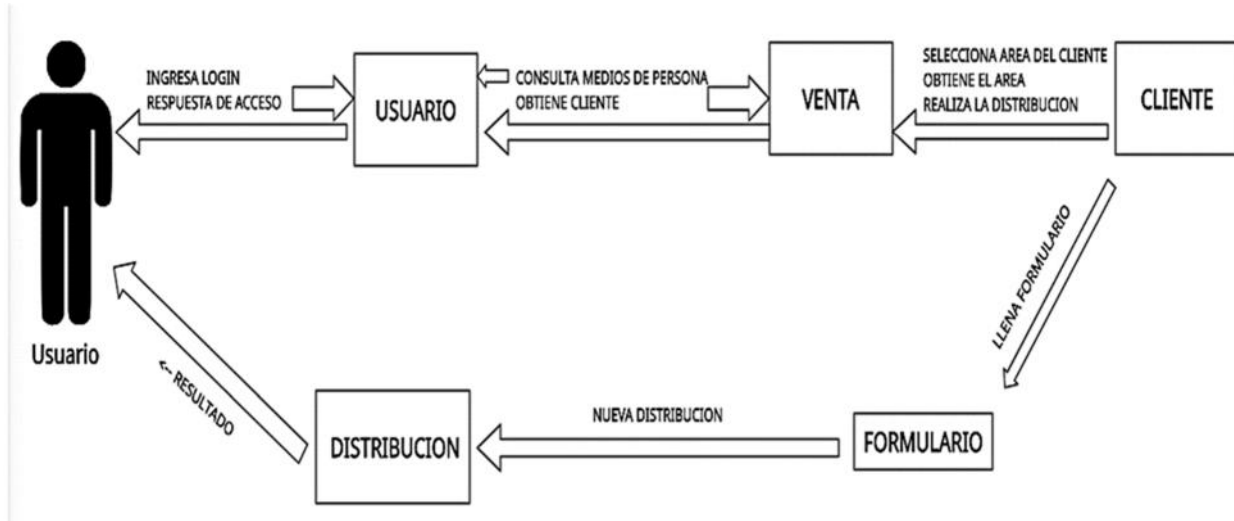 INGRESA LOGIN
RESPUESTA DE ACCESO
USUARIO
CONSULTA MEDIOS DE PERSONA
OBTIENE CLIENTE
VENTA
SELECCIONA AREA DEL CLIENTE
OBTIENE EL AREA
REALIZA LA DISTRIBUCION
CLIENTE
Usuario
LLENA FORMULARIO
<-- RESULTADO
DISTRIBUCION
NUEVA DISTRIBUCION
FORMULARIO